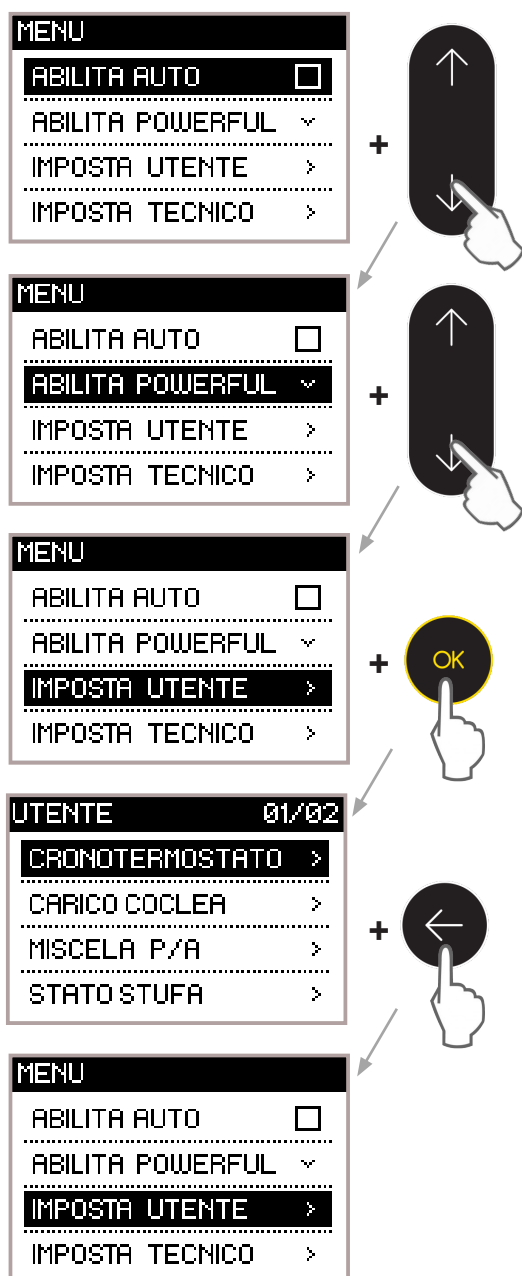 MENU
ABILITA AUTO
ABILITA POWERFUL
IMPOSTA UTENTE >
IMPOSTA TECNICO >
+
MENU
ABILITA AUTO
ABILITA POWERFUL
IMPOSTA UTENTE >
IMPOSTA TECNICO >
+
MENU
ABILITA AUTO
ABILITA POWERFUL
IMPOSTA UTENTE >
IMPOSTA TECNICO >
+ OK
UTENTE 01/02
CRONOTERMOSTATO >
CARICO COCLEA >
MISCELA P/A >
STATO STUFA >
+
MENU
ABILITA AUTO
ABILITA POWERFUL
IMPOSTA UTENTE >
IMPOSTA TECNICO >